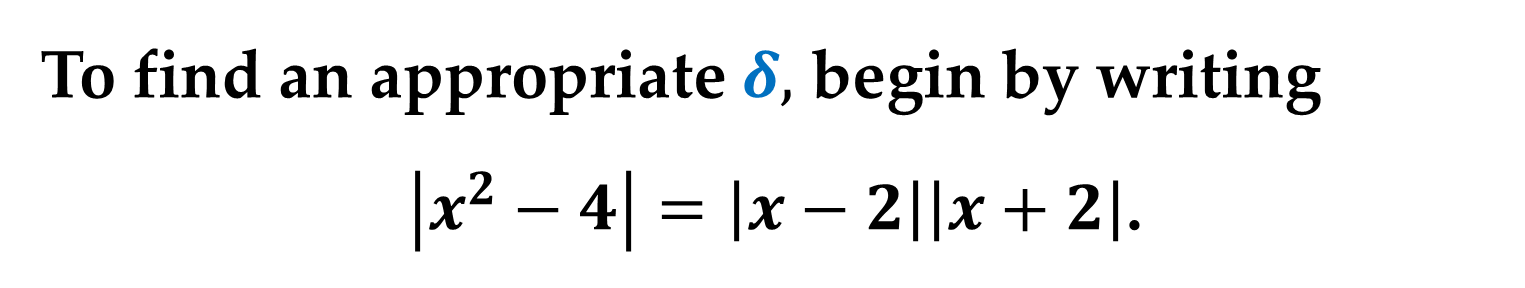 To find an appropriate δ, begin by writing
|x² − 4| = |x − 2||x + 2|.